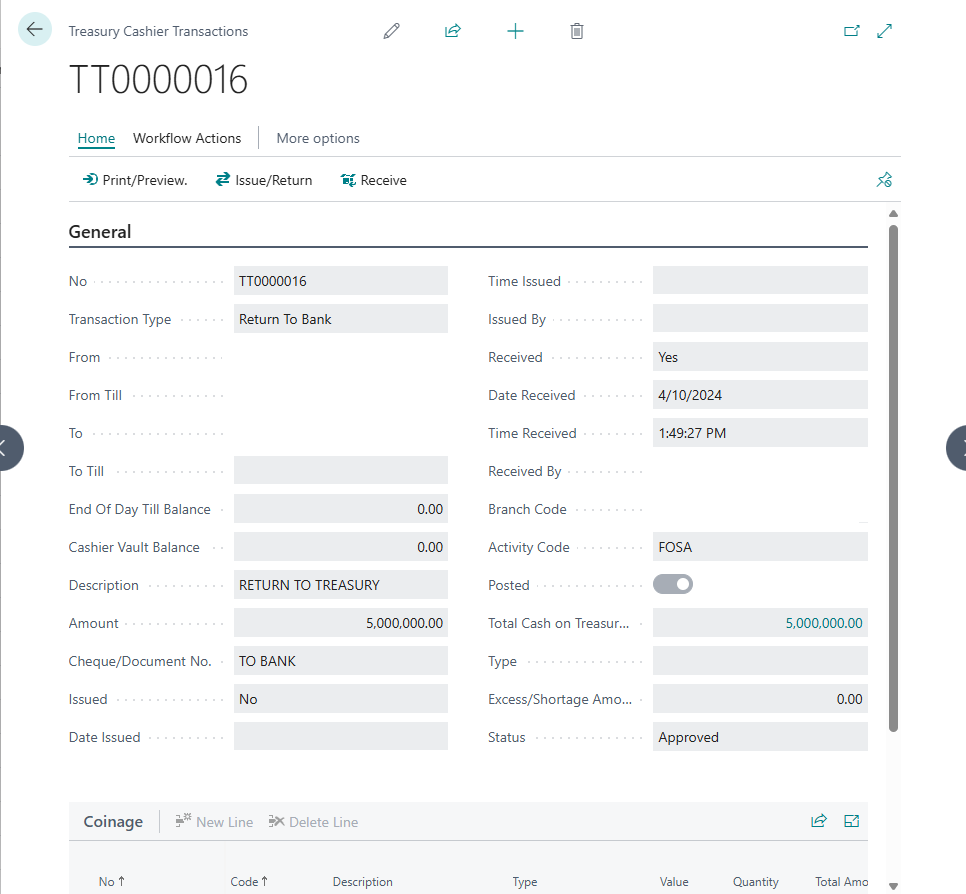 Treasury Cashier Transactions
TT0000016
Home Workflow Actions More options
Print/Preview. Issue/Return Receive
General
No TT0000016
Transaction Type Return To Bank
From
From Till
To
To Till
End Of Day Till Balance 0.00
Cashier Vault Balance 0.00
Description RETURN TO TREASURY
Amount 5,000,000.00
Cheque/Document No. TO BANK
Issued No
Date Issued
Time Issued
Issued By
Received Yes
Date Received 4/10/2024
Time Received 1:49:27 PM
Received By
Branch Code
Activity Code FOSA
Posted
Total Cash on Treasur... 5,000,000.00
Type
Excess/Shortage Amo... 0.00
Status Approved
Coinage New Line Delete Line
No ↑ Code ↑ Description Type Value Quantity Total Amo